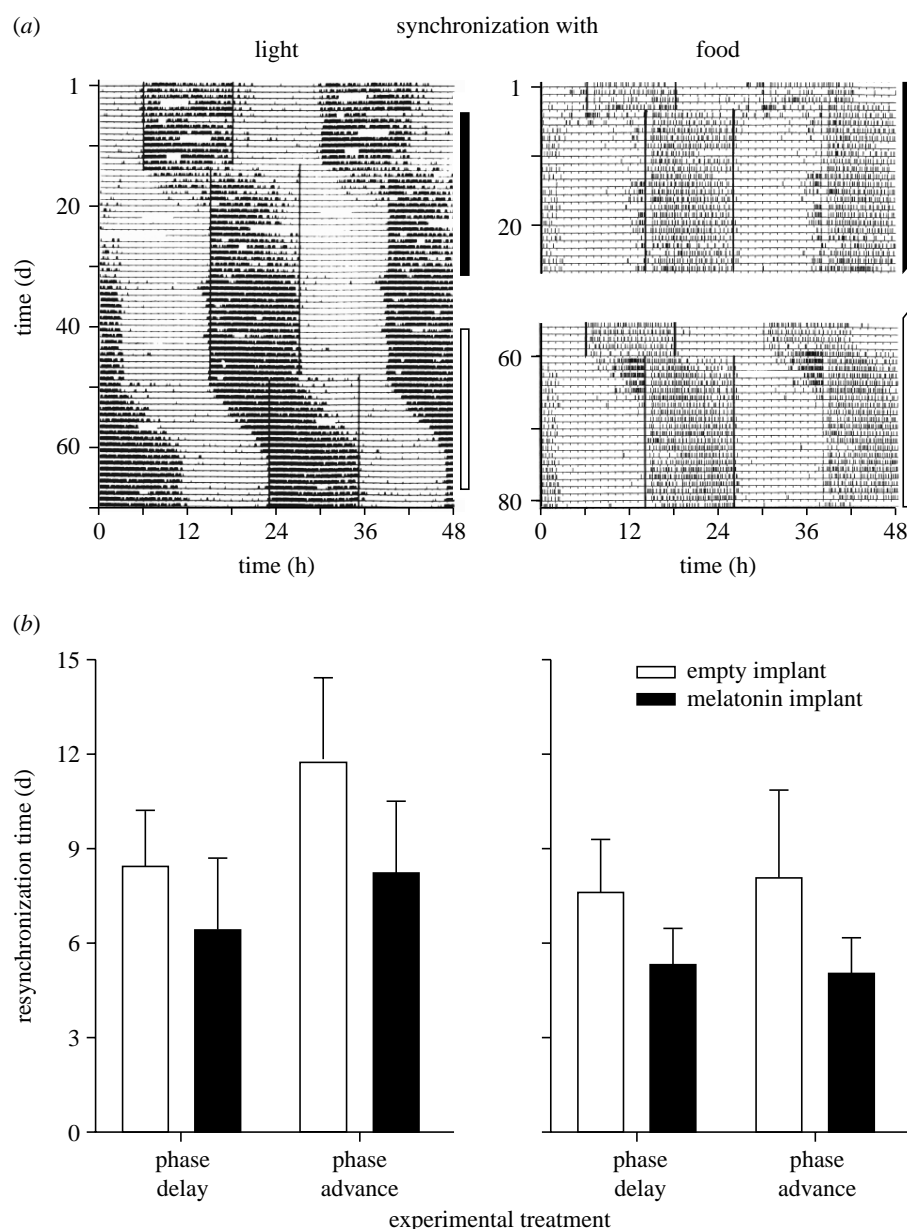 (a)
synchronization with
light
food
1
20
40
60
time (d)
0 12 24 36 48
time (h)
1
20
60
80
0 12 24 36 48
time (h)
(b)
15
12
9
6
3
0
resynchronization time (d)
empty implant
melatonin implant
phase
delay
phase
advance
phase
delay
phase
advance
experimental treatment